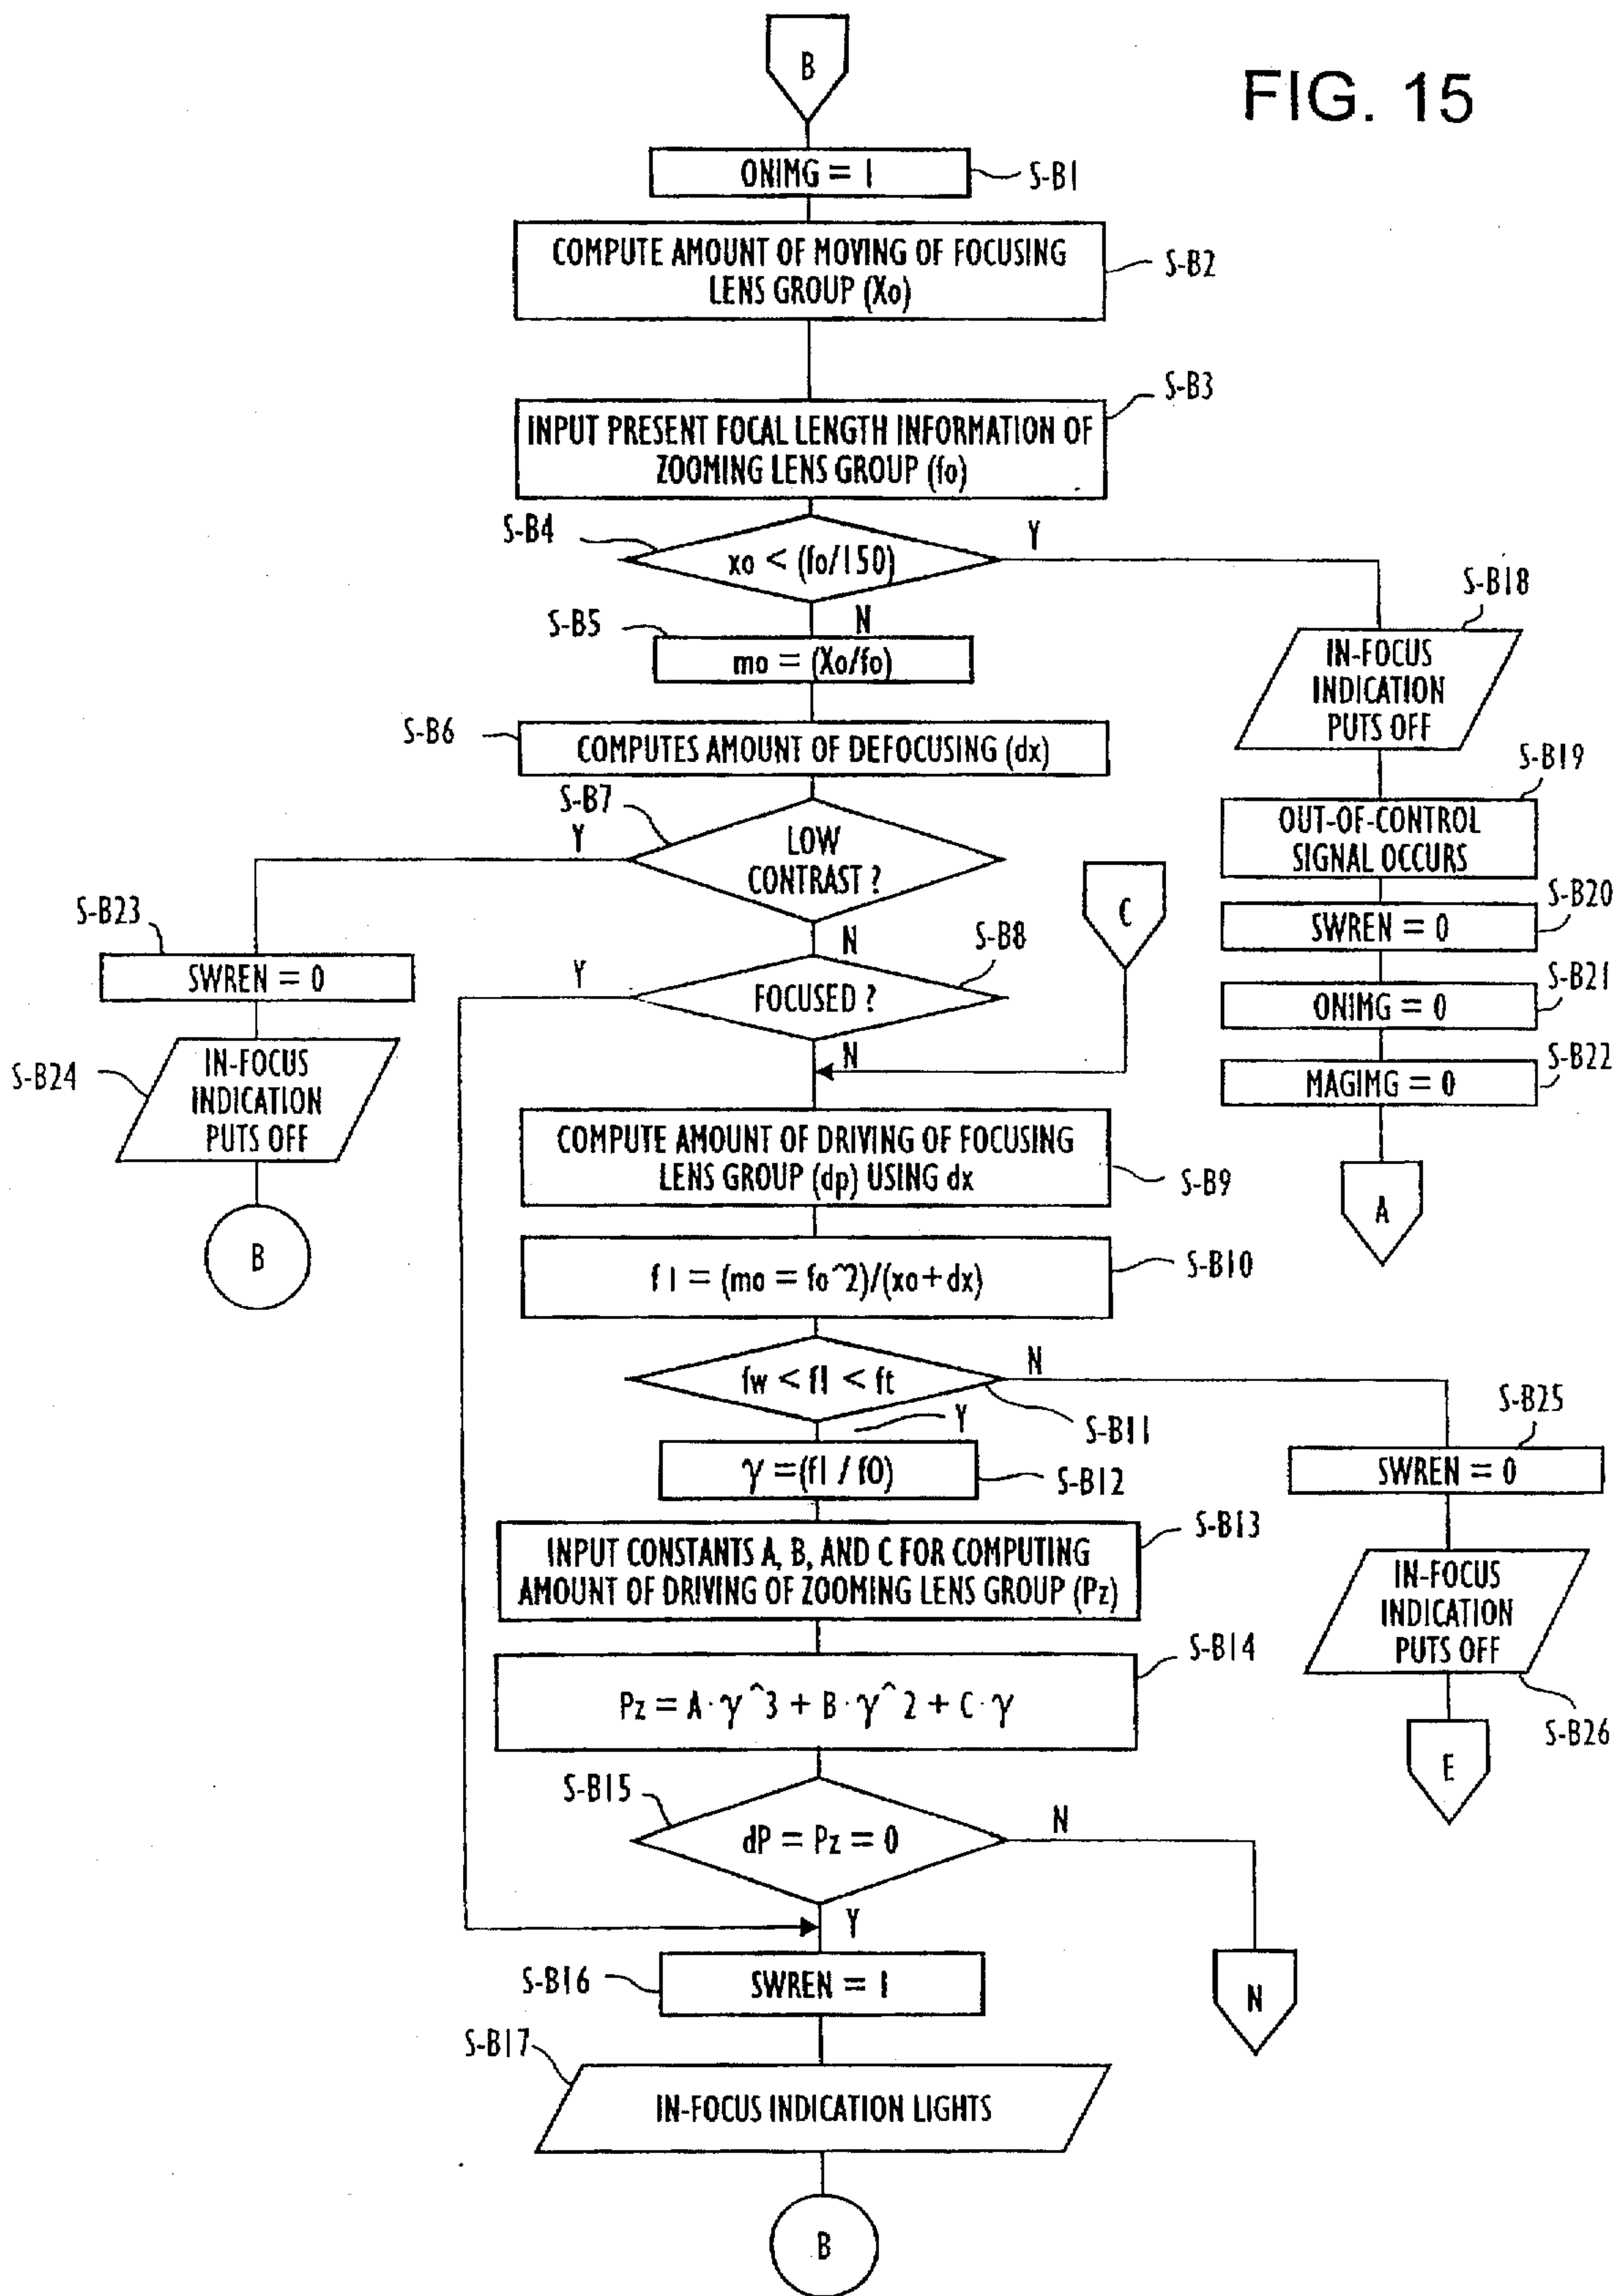 FIG. 15
B
ONIMG = 1
S-B1
COMPUTE AMOUNT OF MOVING OF FOCUSING
LENS GROUP (Xo)
S-B2
S-B3
INPUT PRESENT FOCAL LENGTH INFORMATION OF
ZOOMING LENS GROUP (fo)
S-B4
xo < (fo/150)
Y
N
S-B5
mo = (Xo/fo)
S-B6
COMPUTES AMOUNT OF DEFOCUSING (dx)
S-B7
Y
LOW
CONTRAST ?
N
S-B18
IN-FOCUS
INDICATION
PUTS OFF
S-B19
OUT-OF-CONTROL
SIGNAL OCCURS
S-B20
SWREN = 0
S-B21
ONIMG = 0
S-B22
MAGIMG = 0
A
S-B23
SWREN = 0
S-B24
IN-FOCUS
INDICATION
PUTS OFF
B
C
S-B8
Y
FOCUSED ?
N
COMPUTE AMOUNT OF DRIVING OF FOCUSING
LENS GROUP (dp) USING dx
S-B9
f1 = (mo = fo^2)/(xo+dx)
S-B10
fw < f1 < ft
N
S-B11
Y
γ =(f1 / f0)
S-B12
S-B13
INPUT CONSTANTS A, B, AND C FOR COMPUTING
AMOUNT OF DRIVING OF ZOOMING LENS GROUP (Pz)
S-B14
Pz = A·γ^3 + B·γ^2 + C·γ
S-B25
SWREN = 0
IN-FOCUS
INDICATION
PUTS OFF
S-B26
E
S-B15
dP = Pz = 0
N
Y
N
S-B16
SWREN = 1
S-B17
IN-FOCUS INDICATION LIGHTS
B